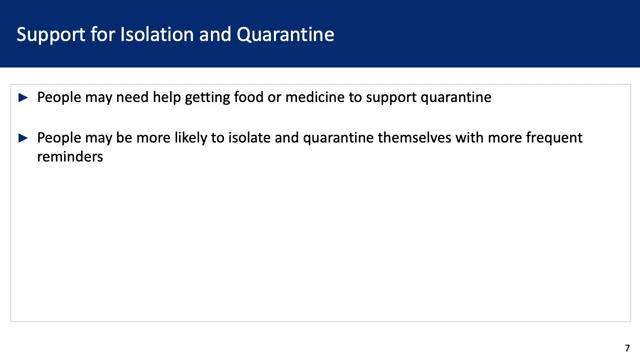 Support for Isolation and Quarantine
► People may need help getting food or medicine to support quarantine
► People may be more likely to isolate and quarantine themselves with more frequent
reminders
7